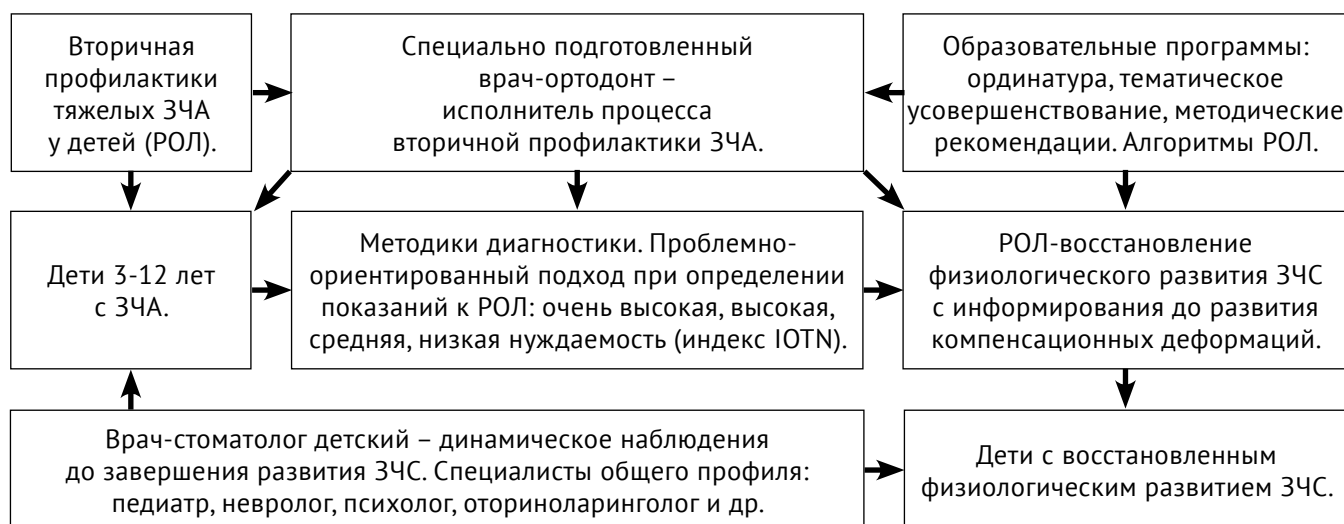 Вторичная
профилактики
тяжелых ЗЧА
у детей (РОЛ).
Специально подготовленный
врач-ортодонт –
исполнитель процесса
вторичной профилактики ЗЧА.
Образовательные программы:
ординатура, тематическое
усовершенствование, методические
рекомендации. Алгоритмы РОЛ.
Дети 3-12 лет
с ЗЧА.
Методики диагностики. Проблемно-
ориентированный подход при определении
показаний к РОЛ: очень высокая, высокая,
средняя, низкая нуждаемость (индекс IOTN).
РОЛ-восстановление
физиологического развития ЗЧС
с информирования до развития
компенсационных деформаций.
Врач-стоматолог детский – динамическое наблюдения
до завершения развития ЗЧС. Специалисты общего профиля:
педиатр, невролог, психолог, оториноларинголог и др.
Дети с восстановленным
физиологическим развитием ЗЧС.